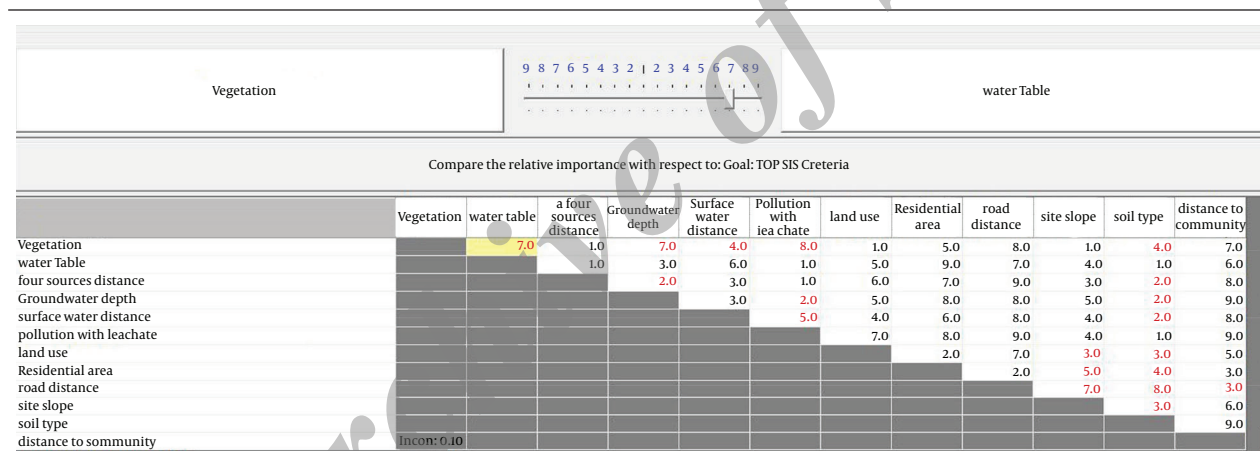 9 8 7 6 5 4 3 2 1 2 3 4 5 6 7 8 9
Vegetation water Table
Compare the relative importance with respect to: Goal: TOP SIS Creteria
Vegetation water table a four sources distance Groundwater depth Surface water distance Pollution with iea chate land use Residential area road distance site slope soil type distance to community
Vegetation 7.0 1.0 7.0 4.0 8.0 1.0 5.0 8.0 1.0 4.0 7.0
water Table 1.0 3.0 6.0 1.0 5.0 9.0 7.0 4.0 1.0 6.0
four sources distance 2.0 3.0 1.0 6.0 7.0 9.0 3.0 2.0 8.0
Groundwater depth 3.0 2.0 5.0 8.0 8.0 5.0 2.0 9.0
surface water distance 5.0 4.0 6.0 8.0 4.0 2.0 8.0
pollution with leachate 7.0 8.0 9.0 4.0 1.0 9.0
land use 2.0 7.0 3.0 3.0 5.0
Residential area 2.0 5.0 4.0 3.0
road distance 7.0 8.0 3.0
site slope 3.0 6.0
soil type 9.0
distance to sommunity Incon: 0.10